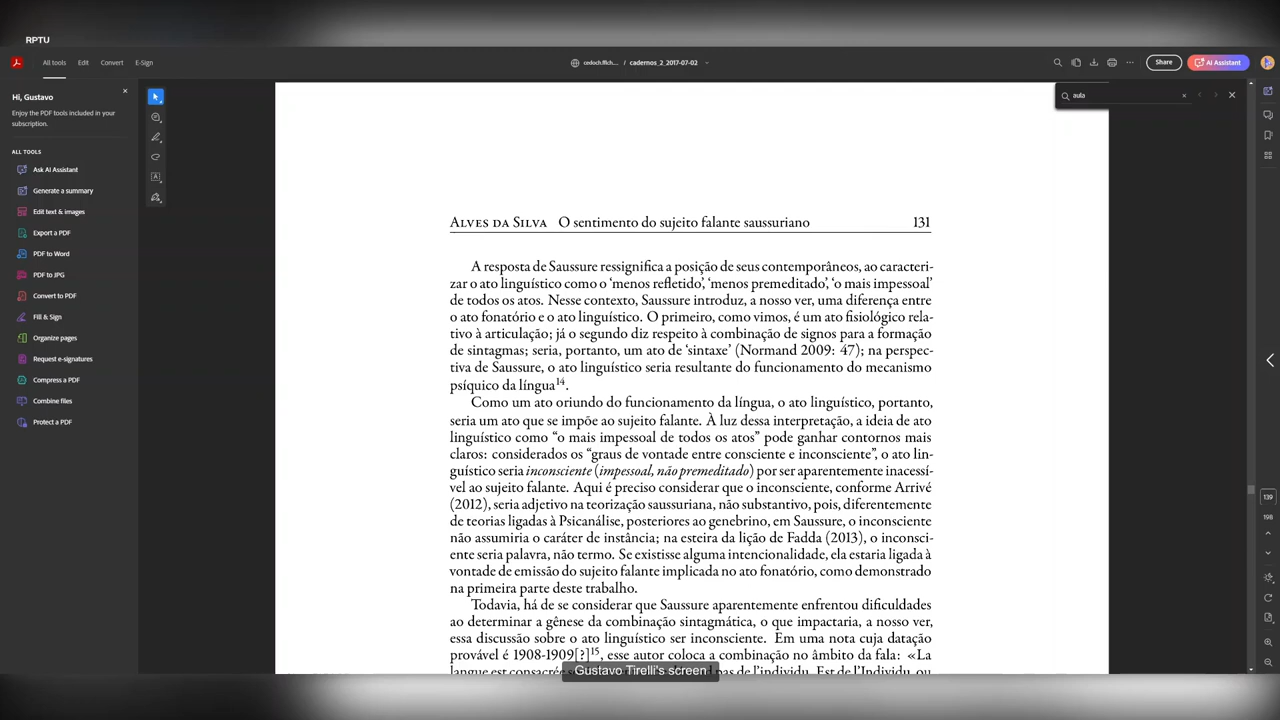 RPTU
All tools Edit Convert E-Sign
cndoch.fflch... / cadernos_2_2017-07-02
Share AI Assistant
Hi, Gustavo
Enjoy the PDF tools included in your
subscription.
ALL TOOLS
Ask AI Assistant
Generate a summary
Edit text & images
Export a PDF
PDF to Word
PDF to JPG
Convert to PDF
Fill & Sign
Organize pages
Request e-signatures
Compress a PDF
Combine files
Protect a PDF
aula
Alves da Silva O sentimento do sujeito falante saussuriano 131
A resposta de Saussure ressignifica a posição de seus contemporâneos, ao caracteri-
zar o ato linguístico como o ‘menos refletido’, ‘menos premeditado’, ‘o mais impessoal’
de todos os atos. Nesse contexto, Saussure introduz, a nosso ver, uma diferença entre
o ato fonatório e o ato linguístico. O primeiro, como vimos, é um ato fisiológico rela-
tivo à articulação; já o segundo diz respeito à combinação de signos para a formação
de sintagmas; seria, portanto, um ato de ‘sintaxe’ (Normand 2009: 47); na perspec-
tiva de Saussure, o ato linguístico seria resultante do funcionamento do mecanismo
psíquico da língua14.
Como um ato oriundo do funcionamento da língua, o ato linguístico, portanto,
seria um ato que se impõe ao sujeito falante. À luz dessa interpretação, a ideia de ato
linguístico como “o mais impessoal de todos os atos” pode ganhar contornos mais
claros: considerados os “graus de vontade entre consciente e inconsciente”, o ato lin-
guístico seria inconsciente (impessoal, não premeditado) por ser aparentemente inacessí-
vel ao sujeito falante. Aqui é preciso considerar que o inconsciente, conforme Arrivé
(2012), seria adjetivo na teorização saussuriana, não substantivo, pois, diferentemente
de teorias ligadas à Psicanálise, posteriores ao genebrino, em Saussure, o inconsciente
não assumiria o caráter de instância; na esteira da lição de Fadda (2013), o inconsci-
ente seria palavra, não termo. Se existisse alguma intencionalidade, ela estaria ligada à
vontade de emissão do sujeito falante implicada no ato fonatório, como demonstrado
na primeira parte deste trabalho.
Todavia, há de se considerar que Saussure aparentemente enfrentou dificuldades
ao determinar a gênese da combinação sintagmática, o que impactaria, a nosso ver,
essa discussão sobre o ato linguístico ser inconsciente. Em uma nota cuja datação
provável é 1908-1909[?]15, esse autor coloca a combinação no âmbito da fala: «La
langue est consacrée pas de l’individu. Est de l’Individu, ou
Gustavo Tirelli's screen
139
198